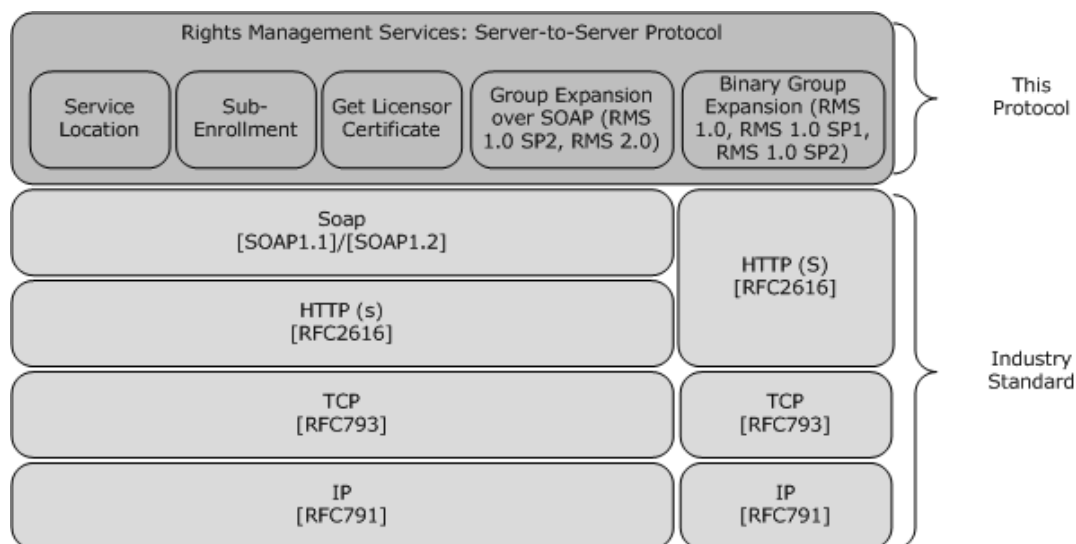 Rights Management Services: Server-to-Server Protocol
Service
Location
Sub-
Enrollment
Get Licensor
Certificate
Group Expansion
over SOAP (RMS
1.0 SP2, RMS 2.0)
Binary Group
Expansion (RMS
1.0, RMS 1.0 SP1,
RMS 1.0 SP2)
This
Protocol
Soap
[SOAP1.1]/[SOAP1.2]
HTTP (S)
[RFC2616]
HTTP (s)
[RFC2616]
Industry
Standard
TCP
[RFC793]
TCP
[RFC793]
IP
[RFC791]
IP
[RFC791]